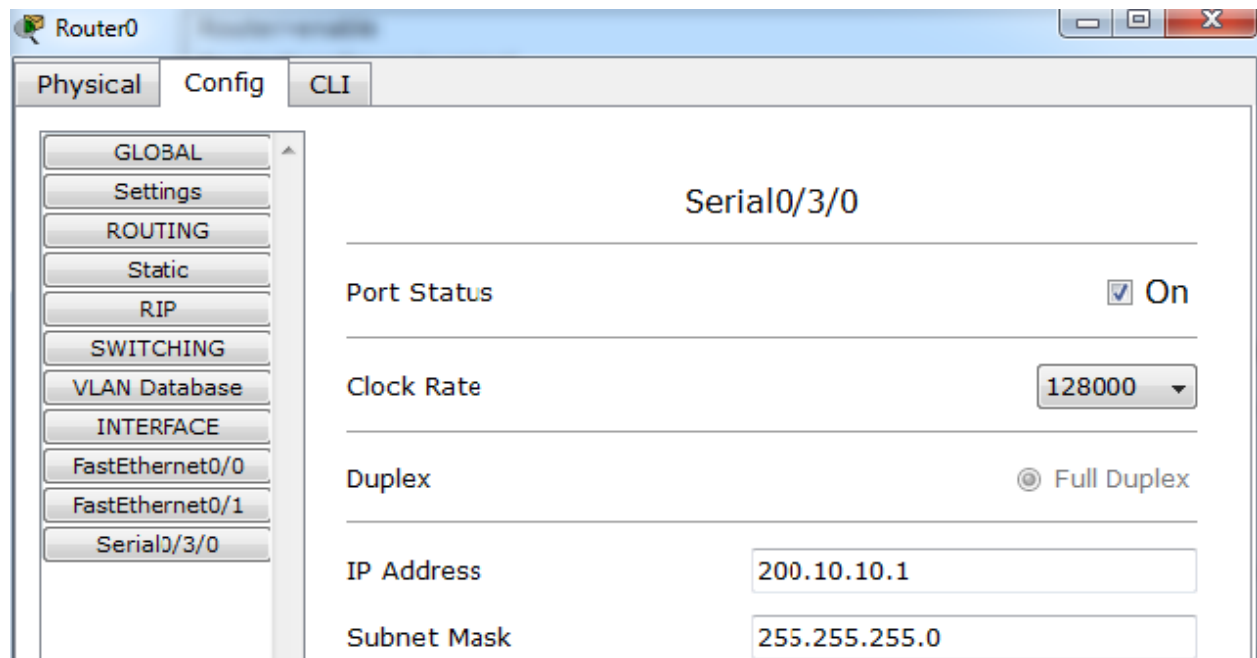 Router0
Physical Config CLI
GLOBAL
Settings
ROUTING
Static
RIP
SWITCHING
VLAN Database
INTERFACE
FastEthernet0/0
FastEthernet0/1
Serial0/3/0
Serial0/3/0
Port Status On
Clock Rate 128000
Duplex Full Duplex
IP Address 200.10.10.1
Subnet Mask 255.255.255.0